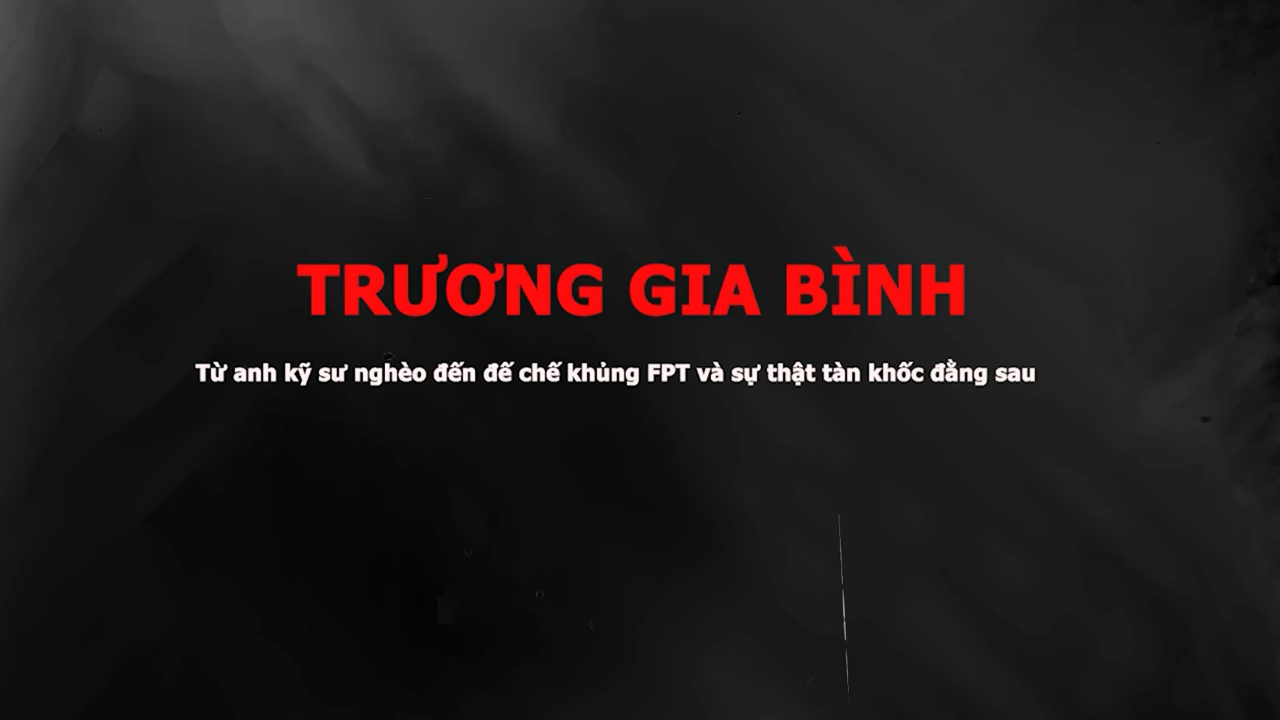 TRƯƠNG GIA BÌNH
Từ anh kỹ sư nghèo đến đế chế khủng FPT và sự thật tàn khốc đằng sau